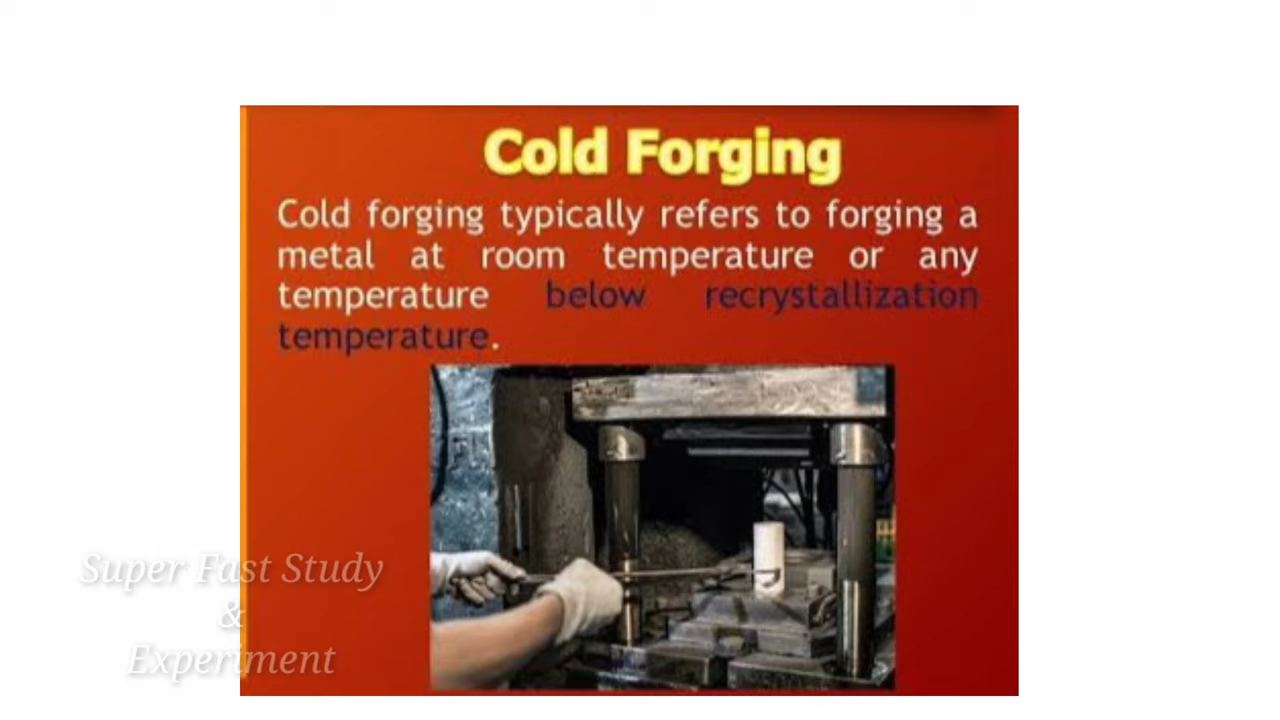 Cold Forging
Cold forging typically refers to forging a
metal at room temperature or any
temperature below recrystallization
temperature.
Super Fast Study
&
Experiment